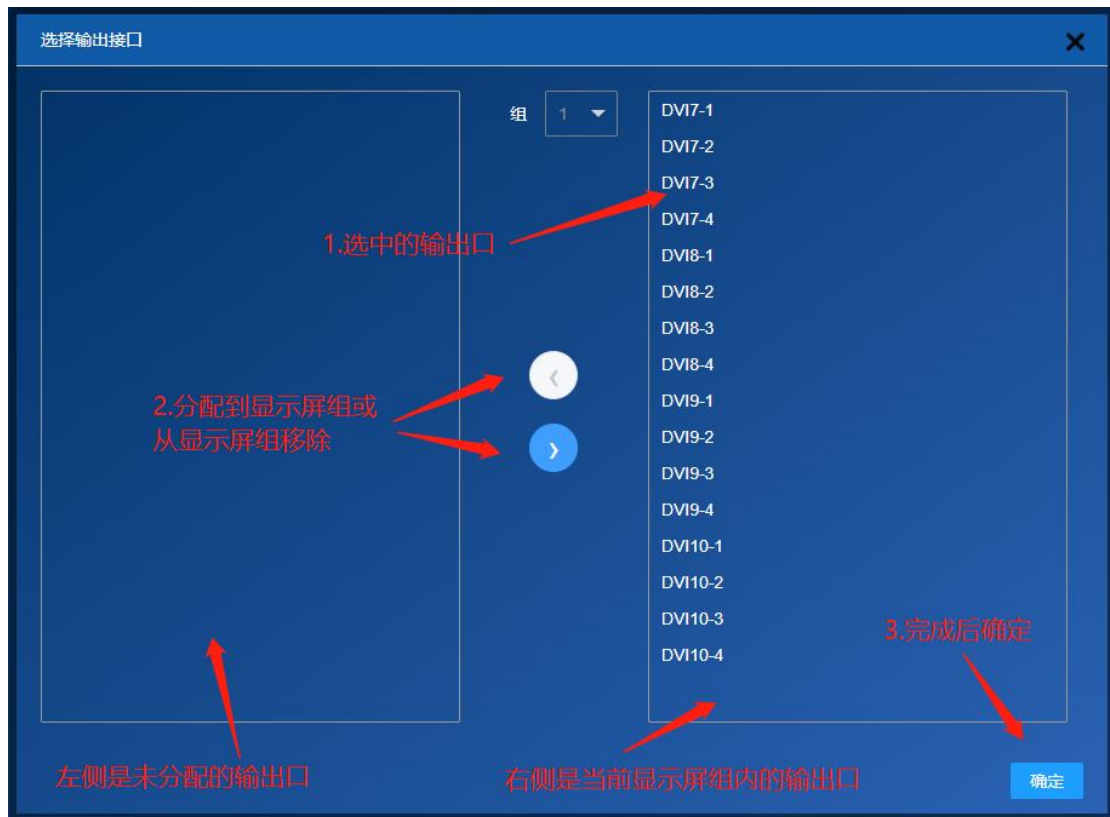 选择输出接口
组 1
DVI7-1
DVI7-2
DVI7-3
DVI7-4
1.选中的输出口
DVI8-1
DVI8-2
DVI8-3
DVI8-4
2.分配到显示屏组或
从显示屏组移除
DVI9-1
DVI9-2
DVI9-3
DVI9-4
DVI10-1
DVI10-2
DVI10-3
DVI10-4
3.完成后确定
左侧是未分配的输出口
右侧是当前显示屏组内的输出口
确定